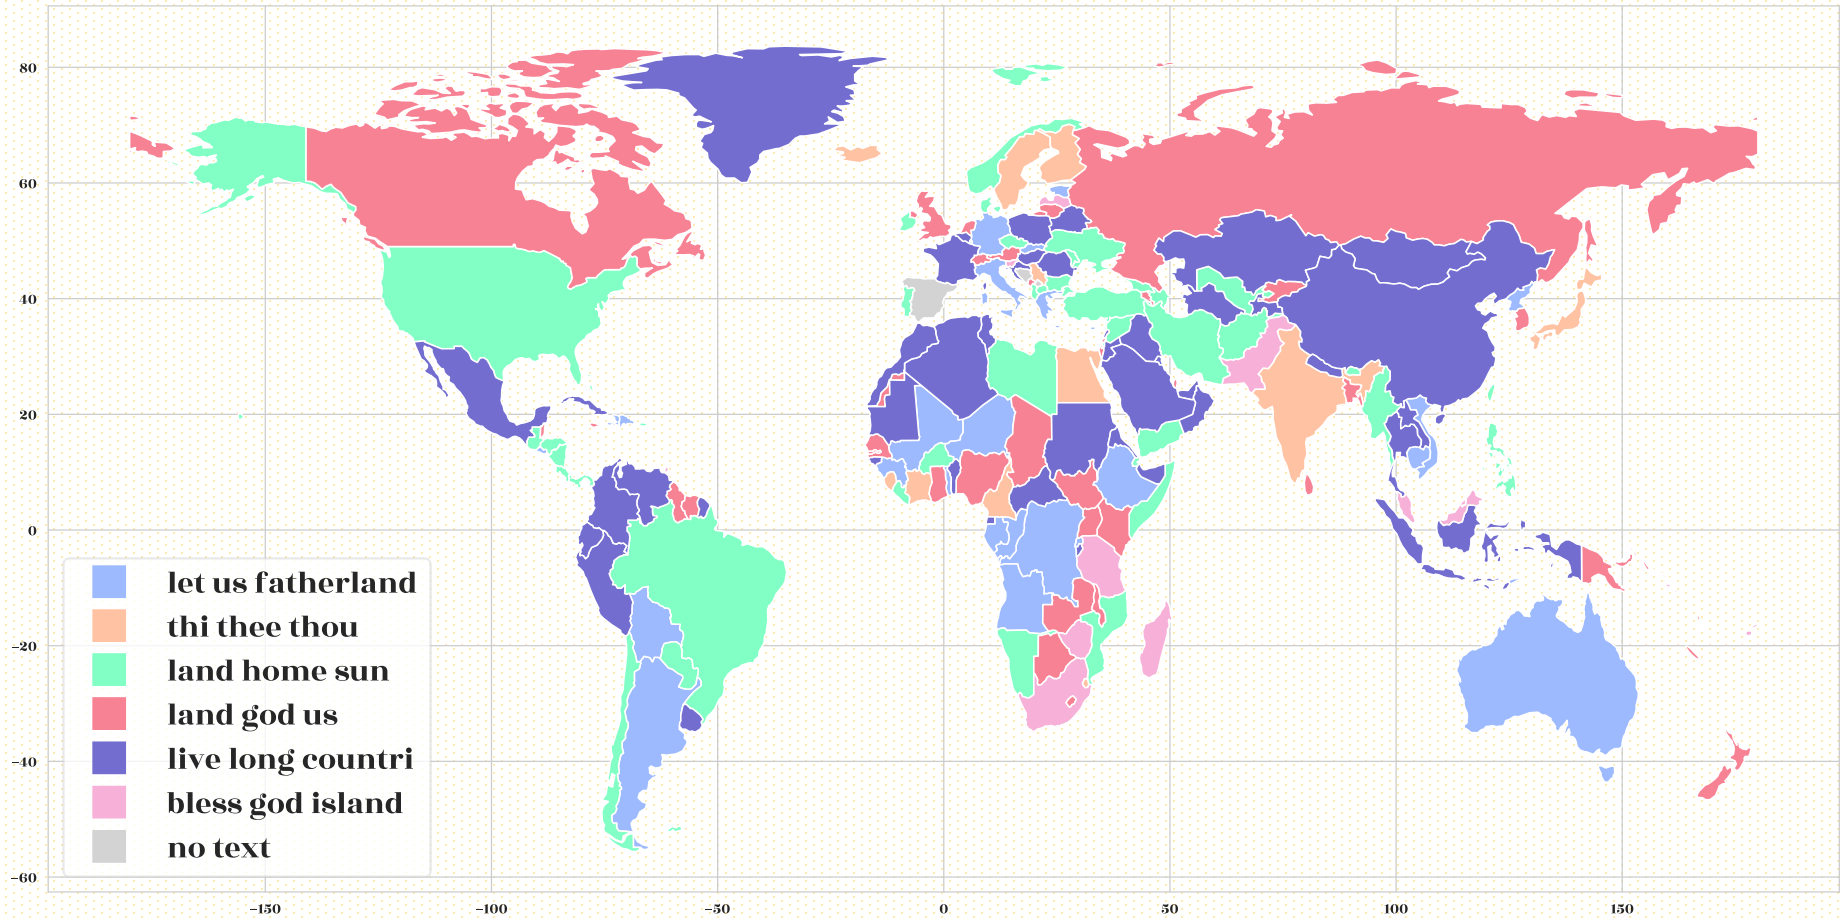 80
60
40
20
0
−20
−40
−60
let us fatherland
thi thee thou
land home sun
land god us
live long countri
bless god island
no text
−150
−100
−50
0
50
100
150